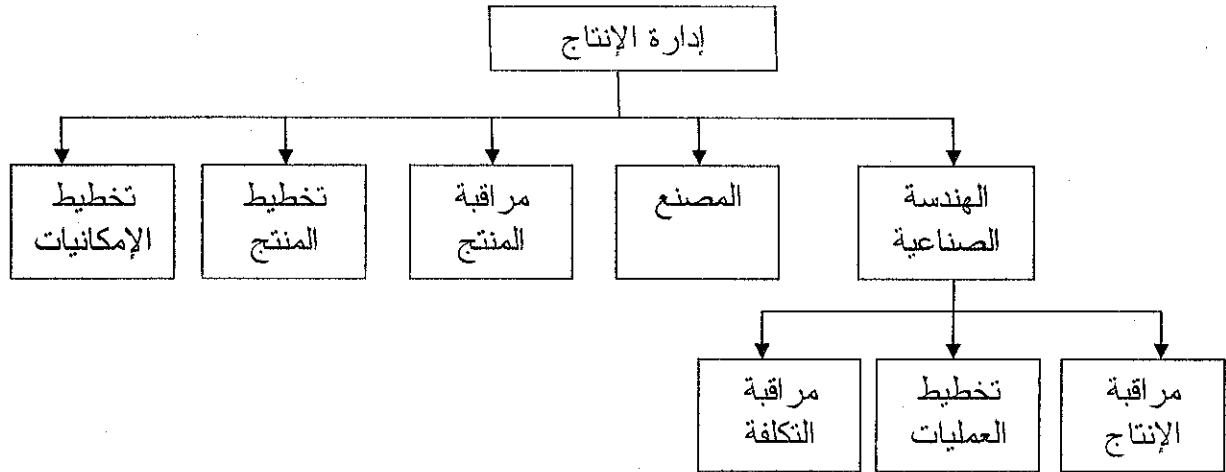 إدارة الإنتاج
الهندسة
الصناعية
المصنع
مراقبة
المنتج
تخطيط
المنتج
تخطيط
الإمكانيات
مراقبة
الإنتاج
تخطيط
العمليات
مراقبة
التكلفة